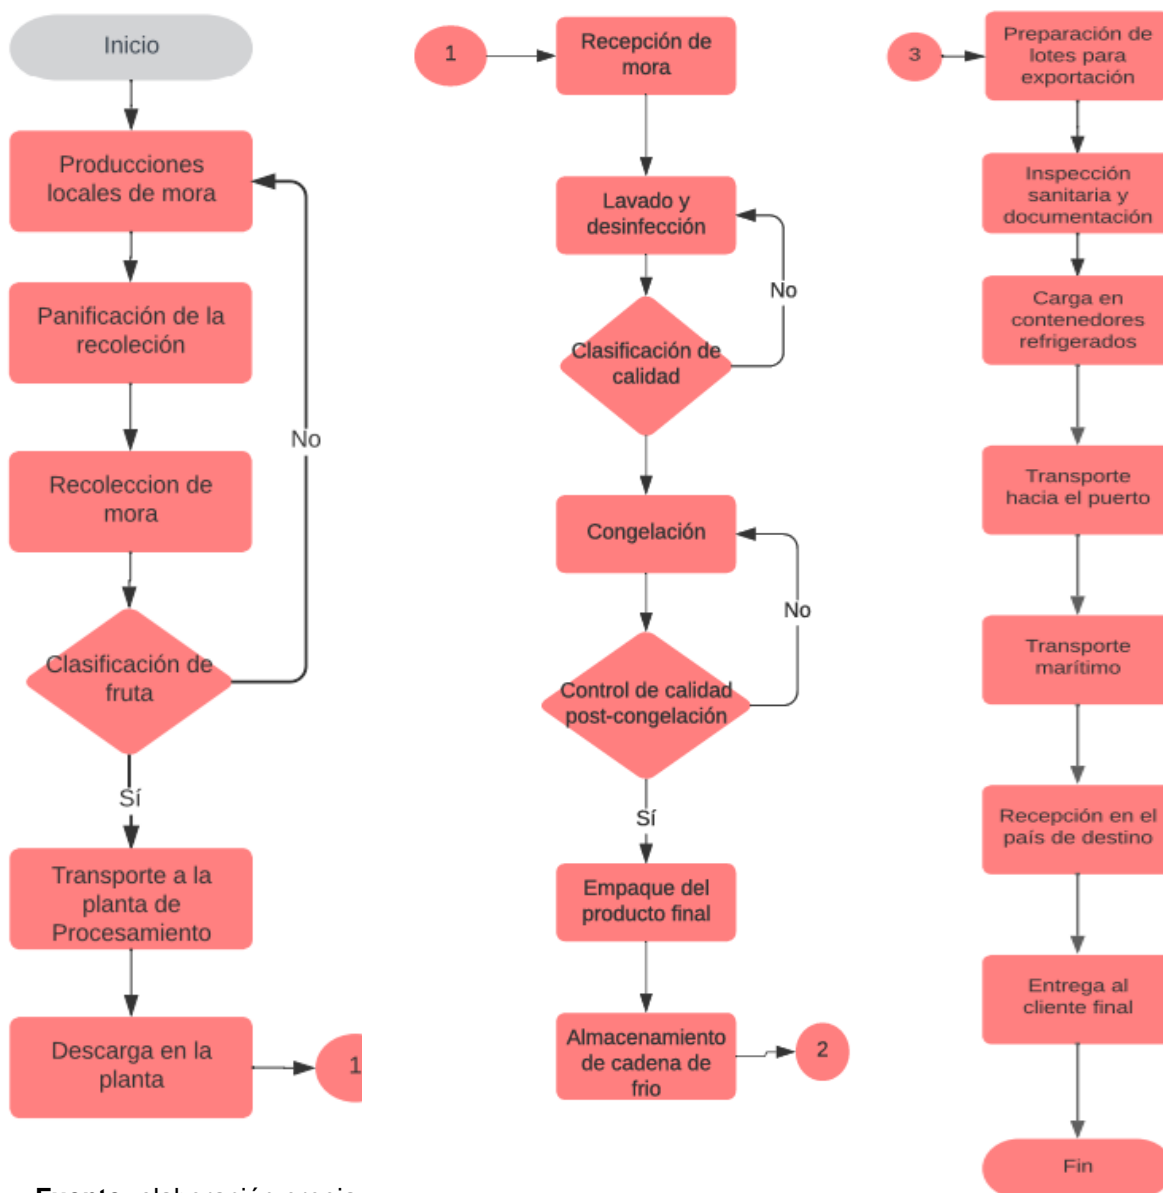 Inicio
Producciones
locales de mora
Panificación de la
recoleción
Recoleccion de
mora
No
Clasificación de
fruta
Sí
Transporte a la
planta de
Procesamiento
Descarga en la
planta
1
1
Recepción de
mora
Lavado y
desinfección
No
Clasificación de
calidad
Congelación
No
Control de calidad
post-congelación
Sí
Empaque del
producto final
Almacenamiento
de cadena de
frio
2
3
Preparación de
lotes para
exportación
Inspección
sanitaria y
documentación
Carga en
contenedores
refrigerados
Transporte
hacia el puerto
Transporte
marítimo
Recepción en el
país de destino
Entrega al
cliente final
Fin